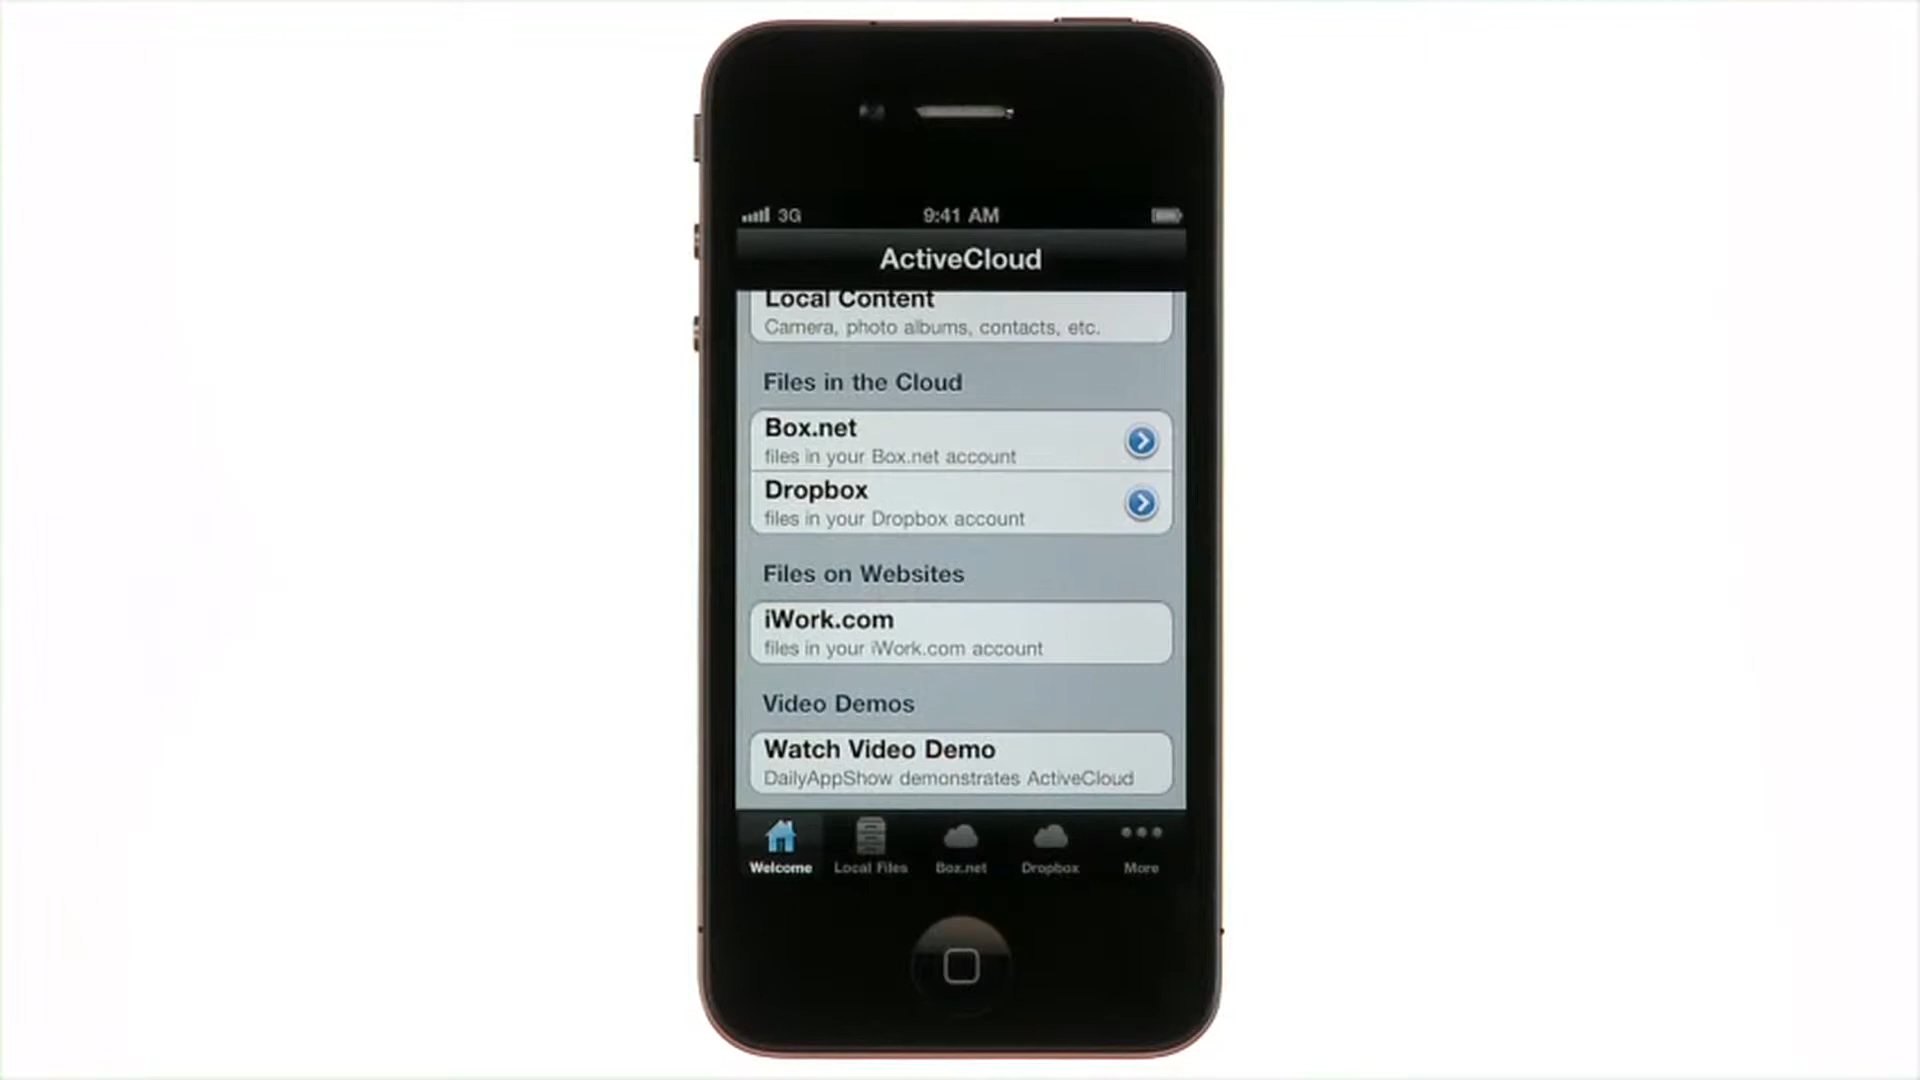 3G 9:41 AM
ActiveCloud
Local Content
Camera, photo albums, contacts, etc.
Files in the Cloud
Box.net
files in your Box.net account
Dropbox
files in your Dropbox account
Files on Websites
iWork.com
files in your iWork.com account
Video Demos
Watch Video Demo
DailyAppShow demonstrates ActiveCloud
Welcome Local Files Box.net Dropbox More